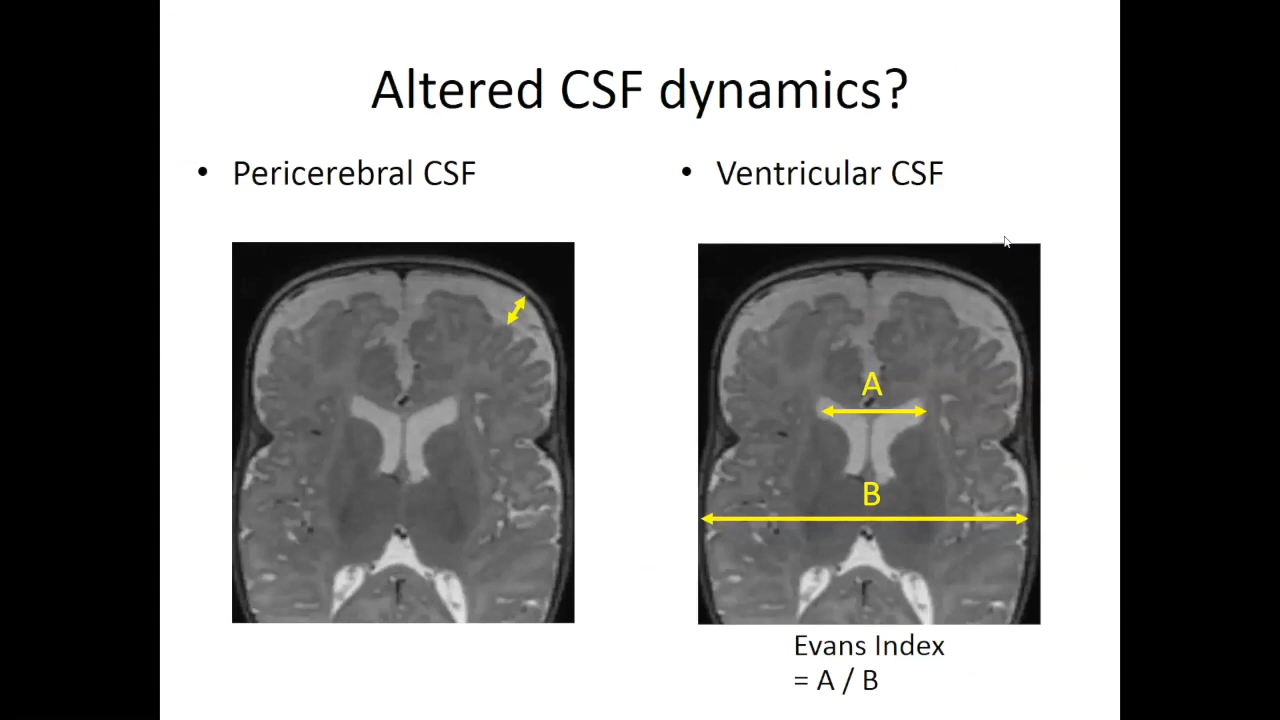 Altered CSF dynamics?
• Pericerebral CSF
• Ventricular CSF
A
B
Evans Index
= A / B